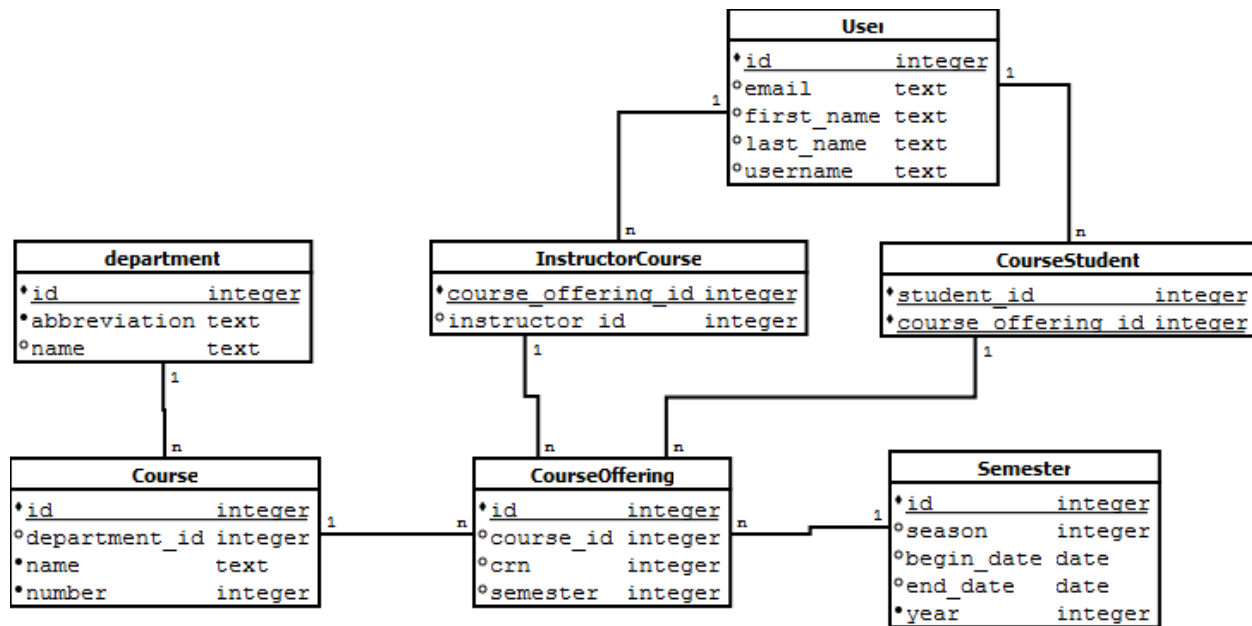 User
id integer
email text
first_name text
last_name text
username text
1
1
n
n
department
id integer
abbreviation text
name text
InstructorCourse
course_offering_id integer
instructor_id integer
CourseStudent
student_id integer
course_offering_id integer
1
1
1
n
n
n
Course
id integer
department_id integer
name text
number integer
1
n
CourseOffering
id integer
course_id integer
crn integer
semester integer
n
1
Semester
id integer
season integer
begin_date date
end_date date
year integer